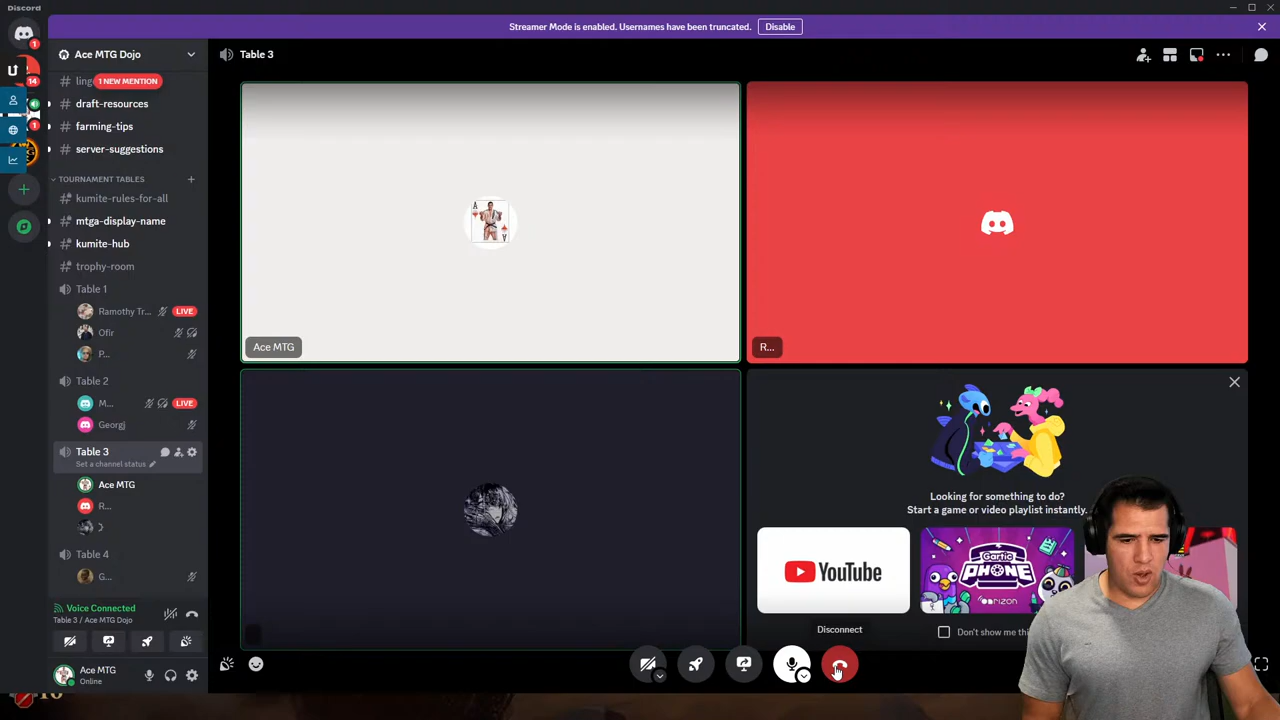 Discord
Streamer Mode is enabled. Usernames have been truncated.
Disable
Ace MTG Dojo
Table 3
1 NEW MENTION
draft-resources
farming-tips
server-suggestions
TOURNAMENT TABLES
kumite-rules-for-all
mtga-display-name
kumite-hub
trophy-room
Table 1
Ramothy Tr...
LIVE
Ofir
P...
Table 2
M...
LIVE
Georgj
Table 3
Set a channel status
Ace MTG
R...
Table 4
G...
Voice Connected
Table 3 / Ace MTG Dojo
Ace MTG
Online
1
14
1
A
A
Ace MTG
R...
Looking for something to do?
Start a game or video playlist instantly.
YouTube
GARTIC
PHONE
Disconnect
Don't show me thi